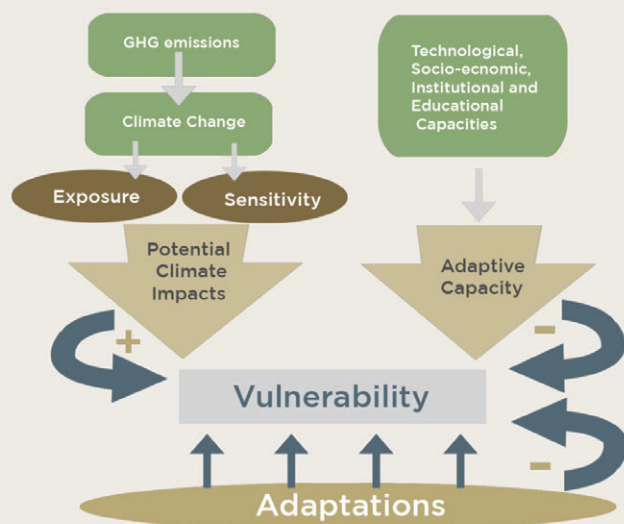 GHG emissions
Climate Change
Exposure
Sensitivity
Potential
Climate
Impacts
Technological,
Socio-ecnomic,
Institutional and
Educational
Capacities
Adaptive
Capacity
+
-
Vulnerability
-
Adaptations